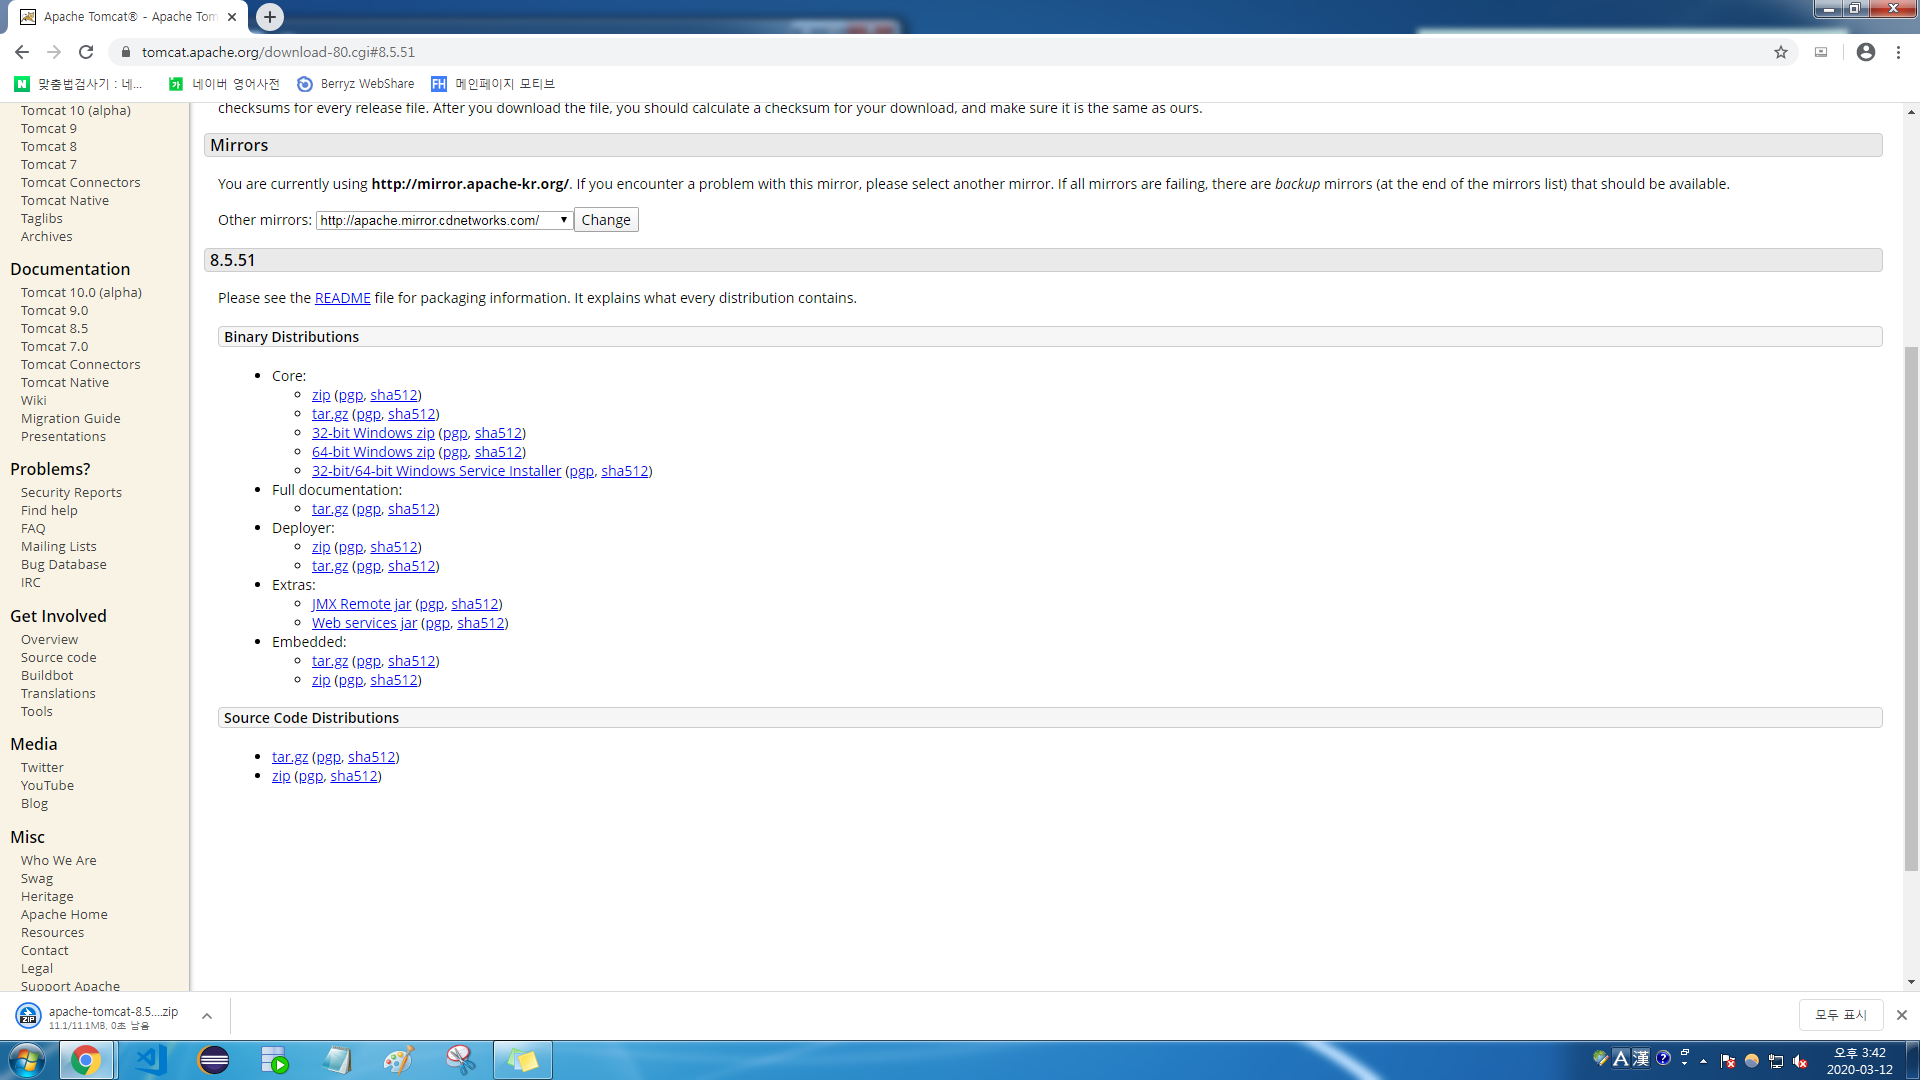 Apache Tomcat® - Apache Tom
tomcat.apache.org/download-80.cgi#8.5.51
맞춤법검사기 : 네...
네이버 영어사전
Berryz WebShare
메인페이지 모티브
Tomcat 10 (alpha)
Tomcat 9
Tomcat 8
Tomcat 7
Tomcat Connectors
Tomcat Native
Taglibs
Archives
Documentation
Tomcat 10.0 (alpha)
Tomcat 9.0
Tomcat 8.5
Tomcat 7.0
Tomcat Connectors
Tomcat Native
Wiki
Migration Guide
Presentations
Problems?
Security Reports
Find help
FAQ
Mailing Lists
Bug Database
IRC
Get Involved
Overview
Source code
Buildbot
Translations
Tools
Media
Twitter
YouTube
Blog
Misc
Who We Are
Swag
Heritage
Apache Home
Resources
Contact
Legal
Support Apache
checksums for every release file. After you download the file, you should calculate a checksum for your download, and make sure it is the same as ours.
Mirrors
You are currently using http://mirror.apache-kr.org/. If you encounter a problem with this mirror, please select another mirror. If all mirrors are failing, there are backup mirrors (at the end of the mirrors list) that should be available.
Other mirrors: http://apache.mirror.cdnetworks.com/ Change
8.5.51
Please see the README file for packaging information. It explains what every distribution contains.
Binary Distributions
Core:
zip (pgp, sha512)
tar.gz (pgp, sha512)
32-bit Windows zip (pgp, sha512)
64-bit Windows zip (pgp, sha512)
32-bit/64-bit Windows Service Installer (pgp, sha512)
Full documentation:
tar.gz (pgp, sha512)
Deployer:
zip (pgp, sha512)
tar.gz (pgp, sha512)
Extras:
JMX Remote jar (pgp, sha512)
Web services jar (pgp, sha512)
Embedded:
tar.gz (pgp, sha512)
zip (pgp, sha512)
Source Code Distributions
tar.gz (pgp, sha512)
zip (pgp, sha512)
apache-tomcat-8.5....zip
11.1/11.1MB, 0초 남음
모두 표시
A 漢
오후 3:42
2020-03-12